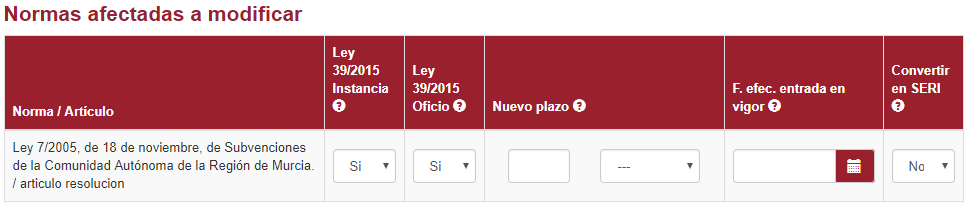 Normas afectadas a modificar
Norma / Artículo
Ley
39/2015
Instancia
Ley
39/2015
Oficio
Nuevo plazo
F. efec. entrada en
vigor
Convertir
en SERI
Ley 7/2005, de 18 de noviembre, de Subvenciones
de la Comunidad Autónoma de la Región de Murcia.
/ articulo resolucion
Si
Si
---
No